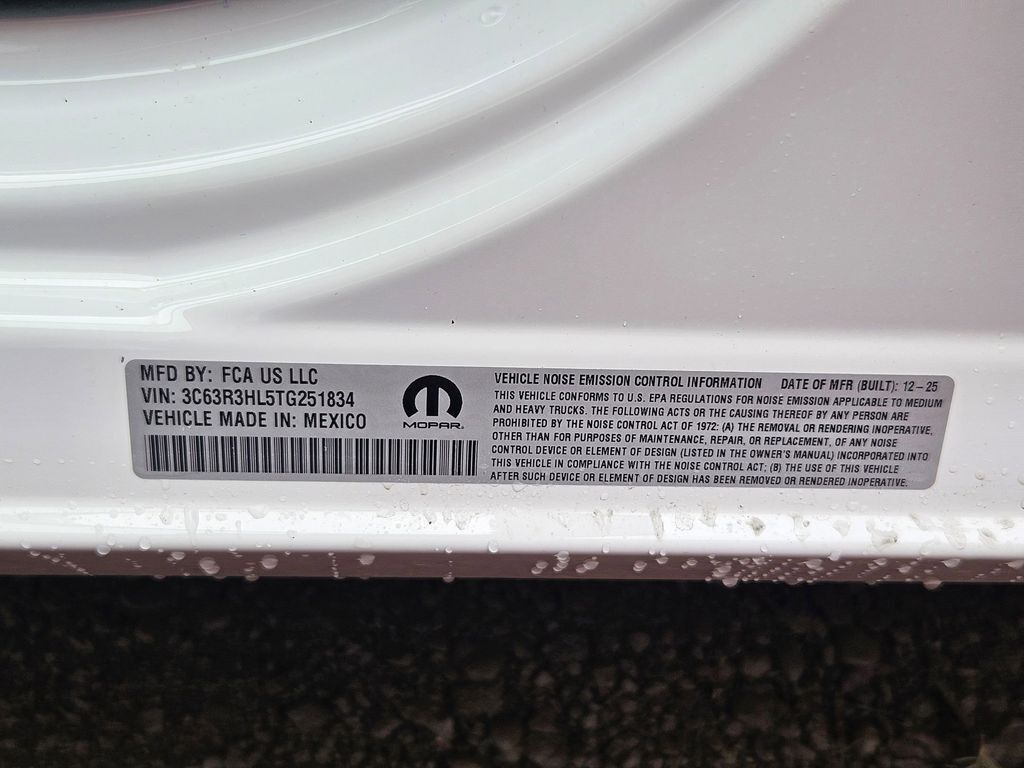 MFD BY: FCA US LLC
VIN: 3C63R3HL5TG251834
VEHICLE MADE IN: MEXICO
MOPAR
VEHICLE NOISE EMISSION CONTROL INFORMATION DATE OF MFR (BUILT): 12-25
THIS VEHICLE CONFORMS TO U.S. EPA REGULATIONS FOR NOISE EMISSION APPLICABLE TO MEDIUM
AND HEAVY TRUCKS. THE FOLLOWING ACTS OR THE CAUSING THEREOF BY ANY PERSON ARE
PROHIBITED BY THE NOISE CONTROL ACT OF 1972: (A) THE REMOVAL OR RENDERING INOPERATIVE,
OTHER THAN FOR PURPOSES OF MAINTENANCE, REPAIR, OR REPLACEMENT, OF ANY NOISE
CONTROL DEVICE OR ELEMENT OF DESIGN (LISTED IN THE OWNER'S MANUAL) INCORPORATED INTO
THIS VEHICLE IN COMPLIANCE WITH THE NOISE CONTROL ACT; (B) THE USE OF THIS VEHICLE
AFTER SUCH DEVICE OR ELEMENT OF DESIGN HAS BEEN REMOVED OR RENDERED INOPERATIVE.